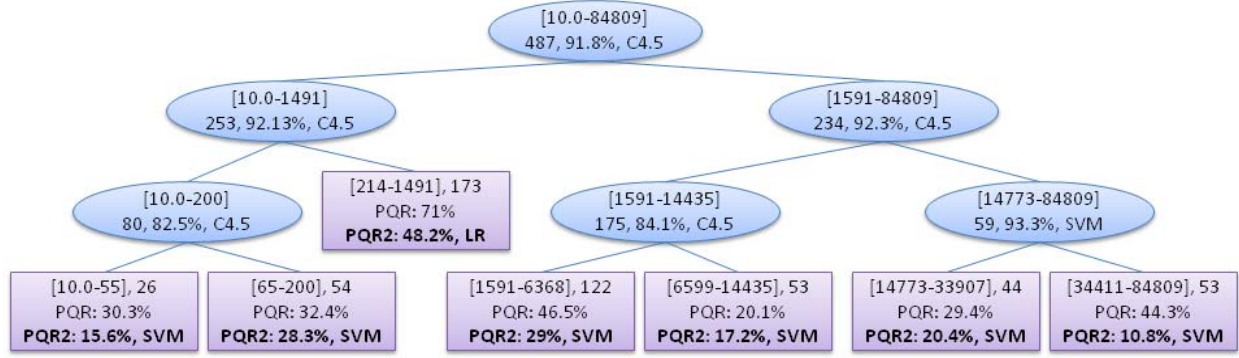 [10.0-84809]
487, 91.8%, C4.5
[10.0-1491]
253, 92.13%, C4.5
[1591-84809]
234, 92.3%, C4.5
[10.0-200]
80, 82.5%, C4.5
[214-1491], 173
PQR: 71%
PQR2: 48.2%, LR
[1591-14435]
175, 84.1%, C4.5
[14773-84809]
59, 93.3%, SVM
[10.0-55], 26
PQR: 30.3%
PQR2: 15.6%, SVM
[65-200], 54
PQR: 32.4%
PQR2: 28.3%, SVM
[1591-6368], 122
PQR: 46.5%
PQR2: 29%, SVM
[6599-14435], 53
PQR: 20.1%
PQR2: 17.2%, SVM
[14773-33907], 44
PQR: 29.4%
PQR2: 20.4%, SVM
[34411-84809], 53
PQR: 44.3%
PQR2: 10.8%, SVM